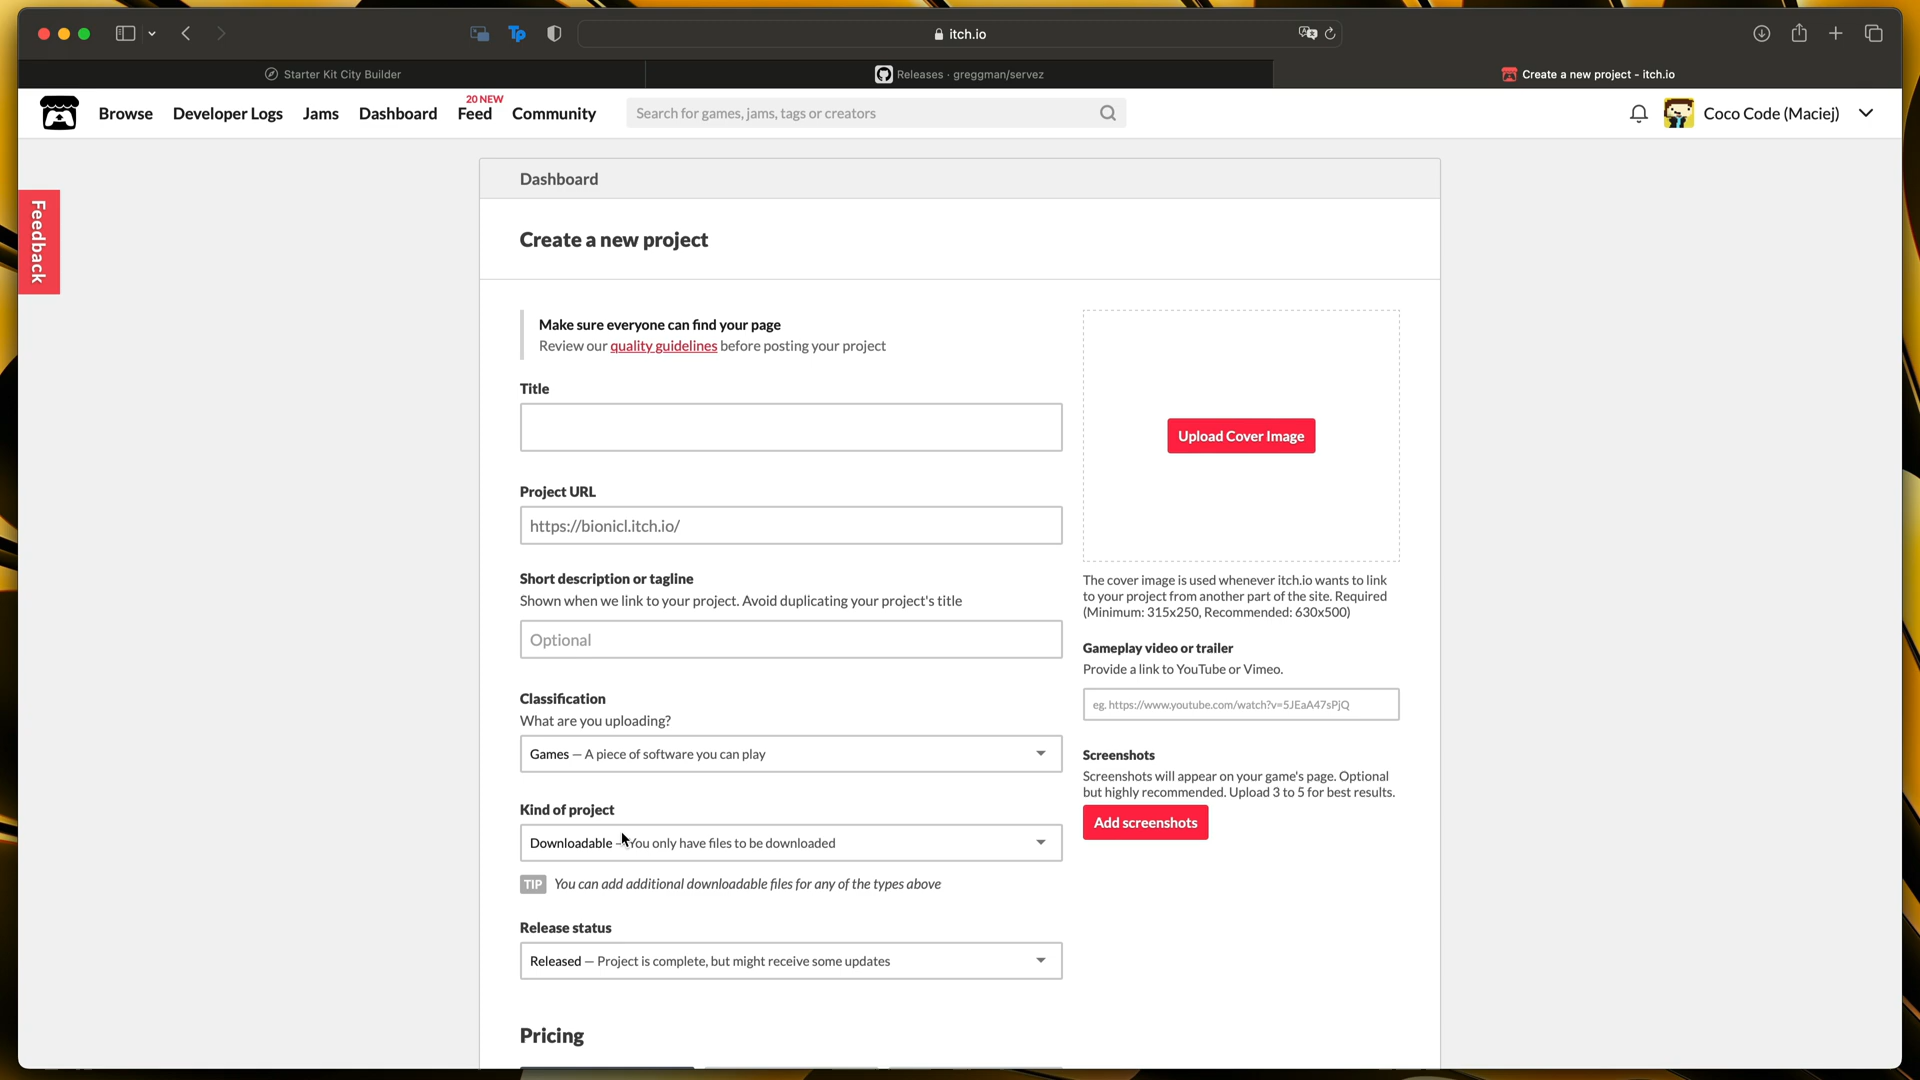 itch.io
Starter Kit City Builder
Releases · greggman/servez
Create a new project - itch.io
Browse
Developer Logs
Jams
Dashboard
20 NEW
Feed
Community
Search for games, jams, tags or creators
Coco Code (Maciej)
Feedback
Dashboard
Create a new project
Make sure everyone can find your page
Review our quality guidelines before posting your project
Title
Project URL
https://bionicl.itch.io/
Short description or tagline
Shown when we link to your project. Avoid duplicating your project's title
Optional
Classification
What are you uploading?
Games — A piece of software you can play
Kind of project
Downloadable — You only have files to be downloaded
TIP You can add additional downloadable files for any of the types above
Release status
Released — Project is complete, but might receive some updates
Pricing
Upload Cover Image
The cover image is used whenever itch.io wants to link
to your project from another part of the site. Required
(Minimum: 315x250, Recommended: 630x500)
Gameplay video or trailer
Provide a link to YouTube or Vimeo.
eg. https://www.youtube.com/watch?v=5JEaA47sPjQ
Screenshots
Screenshots will appear on your game's page. Optional
but highly recommended. Upload 3 to 5 for best results.
Add screenshots